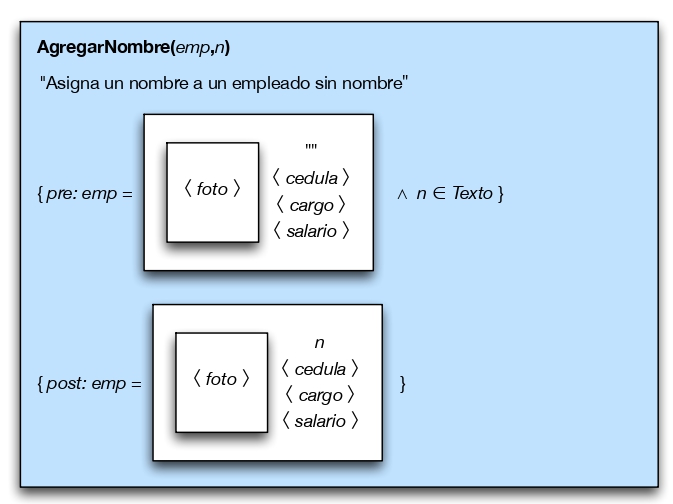 AgregarNombre(emp,n)
"Asigna un nombre a un empleado sin nombre"
""
〈 foto 〉 〈 cedula 〉
{ pre: emp = ∧ n ∈ Texto }
〈 cargo 〉
〈 salario 〉
n
〈 foto 〉 〈 cedula 〉
{ post: emp = }
〈 cargo 〉
〈 salario 〉